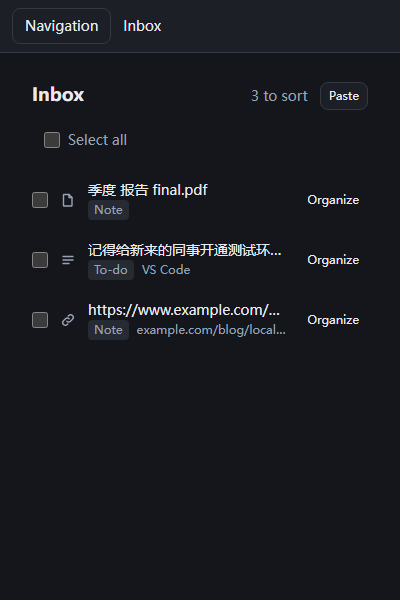 Navigation Inbox
Inbox 3 to sort Paste
Select all
季度 报告 final.pdf
Note
Organize
记得给新来的同事开通测试环...
To-do VS Code
Organize
https://www.example.com/...
Note example.com/blog/local...
Organize